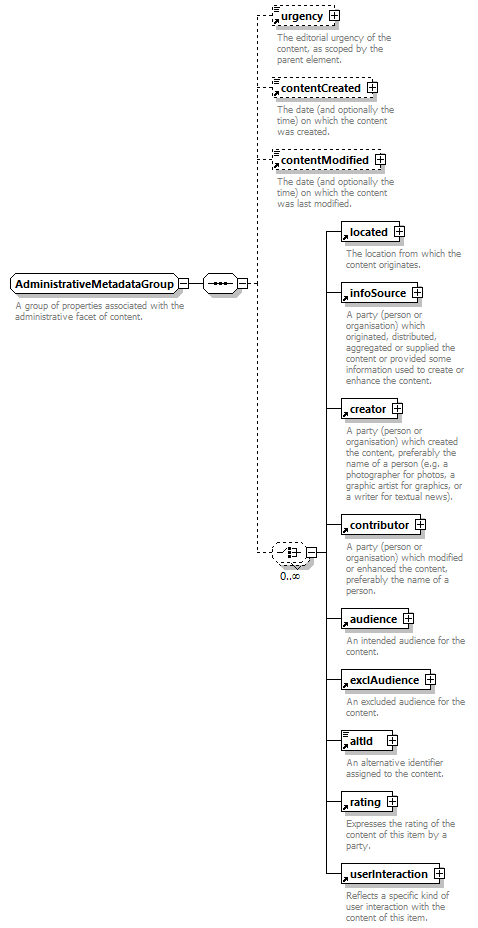 urgency
The editorial urgency of the
content, as scoped by the
parent element.
contentCreated
The date (and optionally the
time) on which the content
was created.
contentModified
The date (and optionally the
time) on which the content
was last modified.
located
The location from which the
content originates.
AdministrativeMetadataGroup
A group of properties associated with the
administrative facet of content.
infoSource
A party (person or
organisation) which
originated, distributed,
aggregated or supplied the
content or provided some
information used to create or
enhance the content.
creator
A party (person or
organisation) which created
the content, preferably the
name of a person (e.g. a
photographer for photos, a
graphic artist for graphics, or
a writer for textual news).
contributor
A party (person or
organisation) which modified
or enhanced the content,
preferably the name of a
person.
0..∞
audience
An intended audience for the
content.
exclAudience
An excluded audience for the
content.
altId
An alternative identifier
assigned to the content.
rating
Expresses the rating of the
content of this item by a
party.
userInteraction
Reflects a specific kind of
user interaction with the
content of this item.